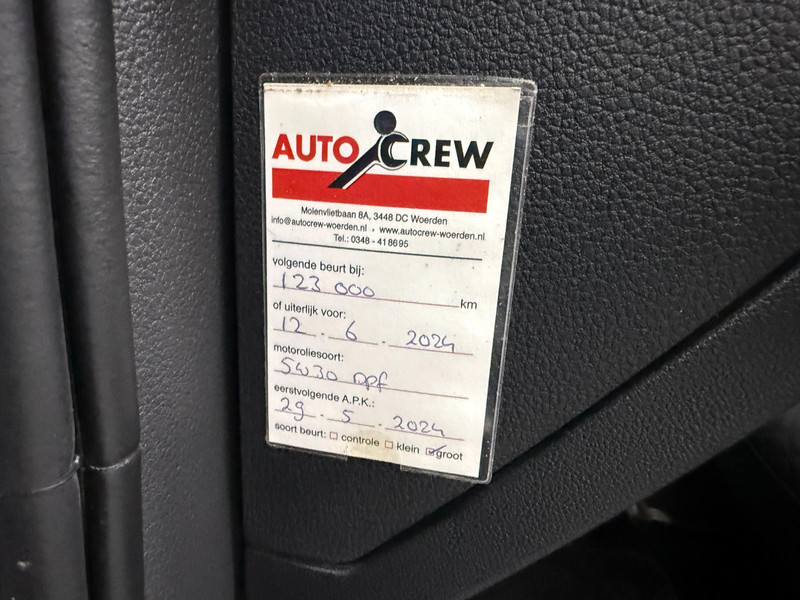 AUTO CREW
Molenvlietbaan 8A, 3448 DC Woerden
info@autocrew-woerden.nl • www.autocrew-woerden.nl
Tel.: 0348 - 418695
volgende beurt bij:
123 000 km
of uiterlijk voor:
12 . 6 . 2024
motoroliesoort:
5w30 dpf
eerstvolgende A.P.K.:
29 . 5 . 2024
soort beurt: ☐ controle ☐ klein ☑ groot